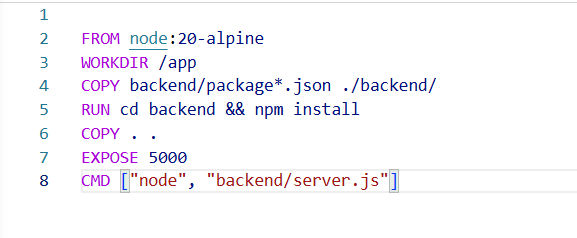 1
2 FROM node:20-alpine
3 WORKDIR /app
4 COPY backend/package*.json ./backend/
5 RUN cd backend && npm install
6 COPY . .
7 EXPOSE 5000
8 CMD ["node", "backend/server.js"]